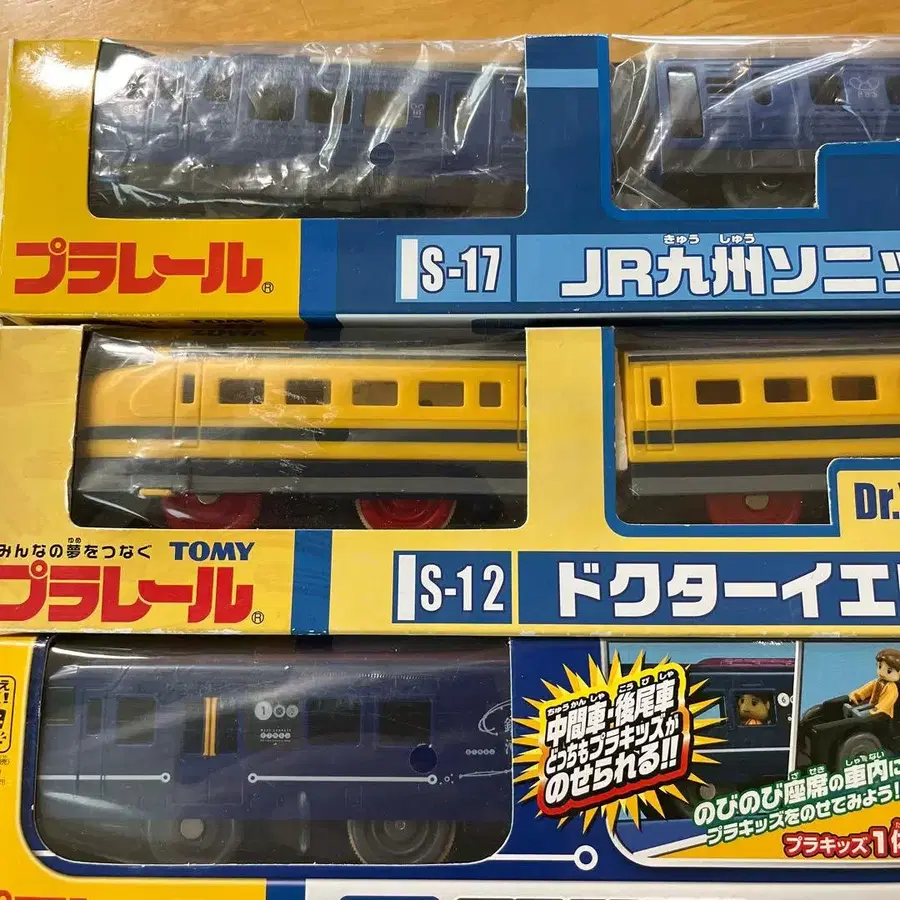 883
プラレール®
S-17
きゅう しゅう
JR九州ソニッ
TOMY
みんなの夢をつなぐ TOMY
ゆめ
プラレール®
S-12
ドクターイエ
Dr.
え!
ちゅうかんしゃ こうびしゃ
中間車・後尾車
どっちもプラキッズが
のせられる!!
ざせき しゃない
のびのび座席の車内に
プラキッズをのせてみよう!
プラキッズ1体